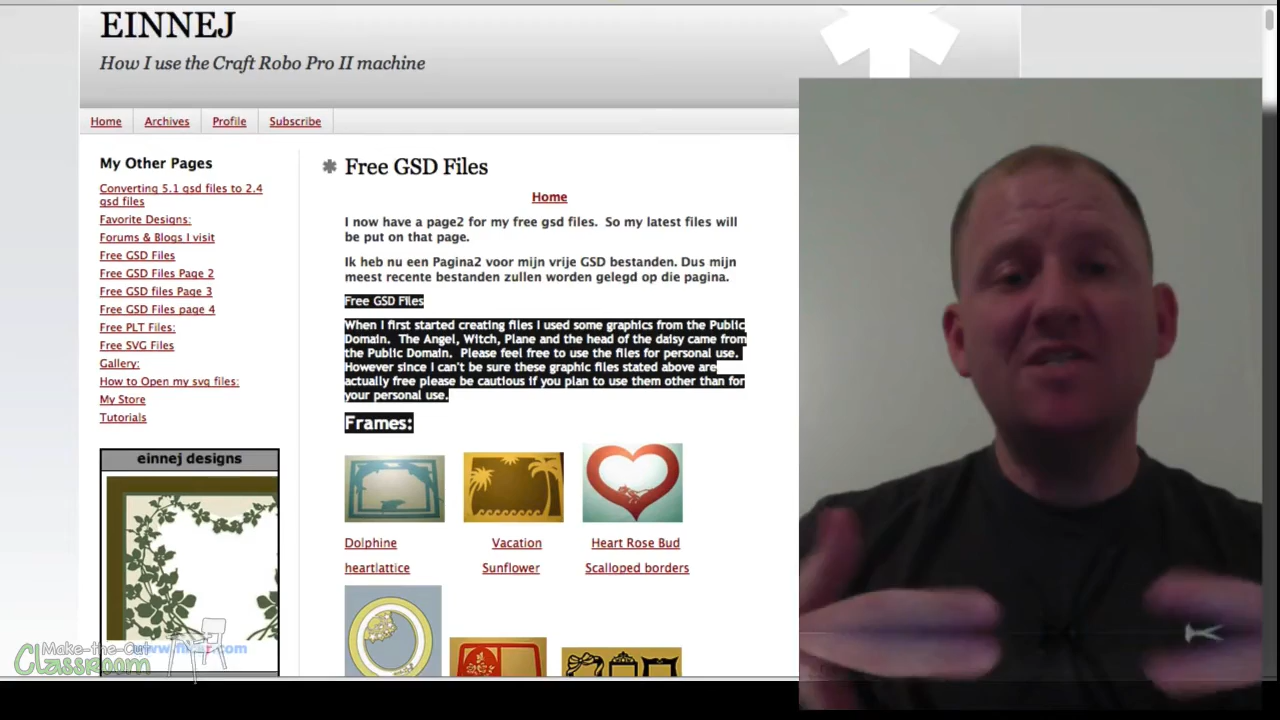 EINNEJ
How I use the Craft Robo Pro II machine
Home
Archives
Profile
Subscribe
My Other Pages
Converting 5.1 gsd files to 2.4
gsd files
Favorite Designs:
Forums & Blogs I visit
Free GSD Files
Free GSD Files Page 2
Free GSD files Page 3
Free GSD Files page 4
Free PLT Files:
Free SVG Files
Gallery:
How to Open my svg files:
My Store
Tutorials
einnej designs
Make-the-Cut
Classroom
Free GSD Files
Home
I now have a page2 for my free gsd files. So my latest files will
be put on that page.
Ik heb nu een Pagina2 voor mijn vrije GSD bestanden. Dus mijn
meest recente bestanden zullen worden gelegd op die pagina.
Free GSD Files
When I first started creating files I used some graphics from the Public
Domain. The Angel, Witch, Plane and the head of the daisy came from
the Public Domain. Please feel free to use the files for personal use.
However since I can't be sure these graphic files stated above are
actually free please be cautious if you plan to use them other than for
your personal use.
Frames:
Dolphine
Vacation
Heart Rose Bud
heartlattice
Sunflower
Scalloped borders